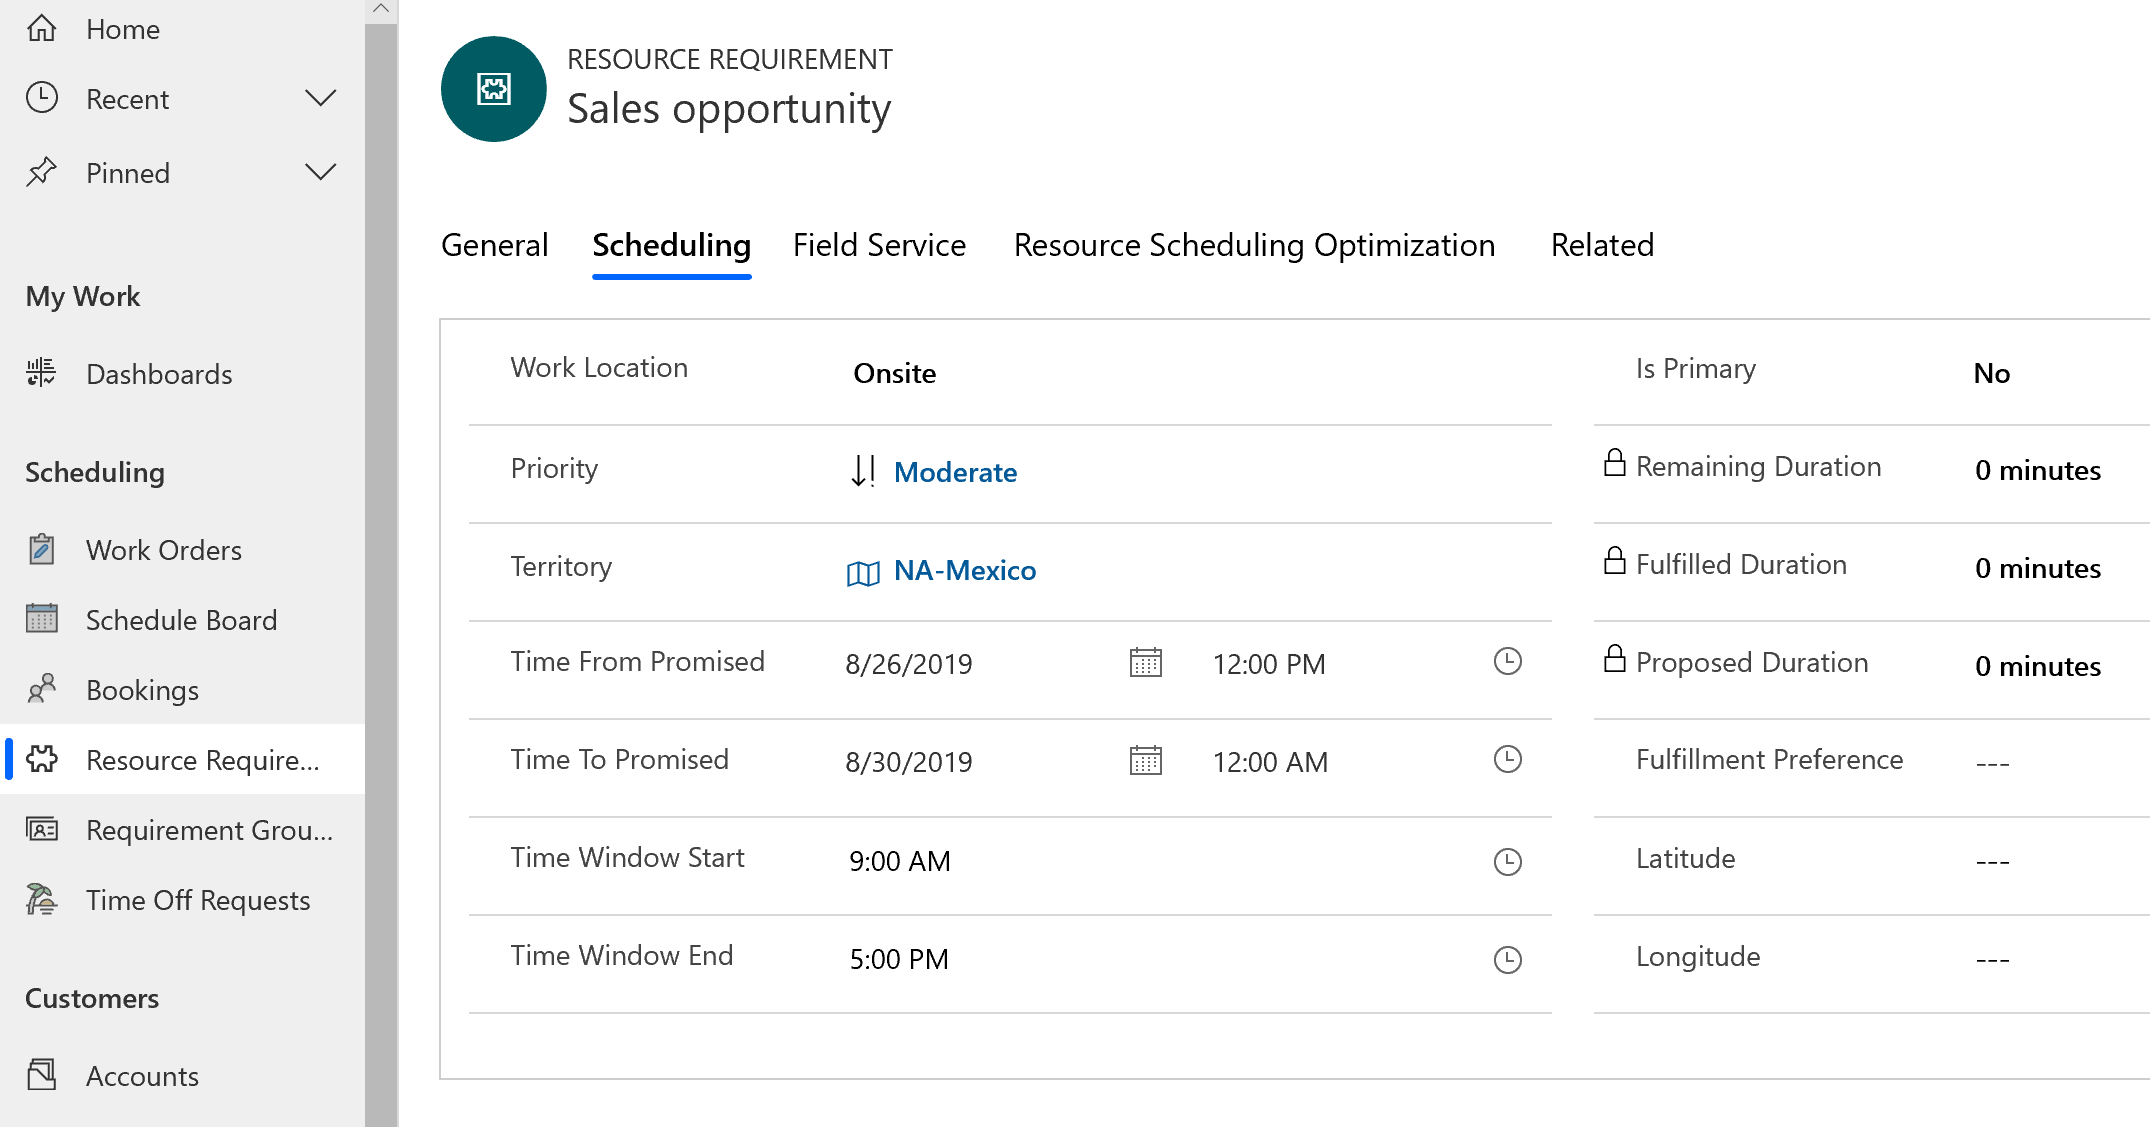 Home
Recent
Pinned
My Work
Dashboards
Scheduling
Work Orders
Schedule Board
Bookings
Resource Require...
Requirement Grou...
Time Off Requests
Customers
Accounts
RESOURCE REQUIREMENT
Sales opportunity
General Scheduling Field Service Resource Scheduling Optimization Related
Work Location Onsite
Priority Moderate
Territory NA-Mexico
Time From Promised 8/26/2019 12:00 PM
Time To Promised 8/30/2019 12:00 AM
Time Window Start 9:00 AM
Time Window End 5:00 PM
Is Primary No
Remaining Duration 0 minutes
Fulfilled Duration 0 minutes
Proposed Duration 0 minutes
Fulfillment Preference ---
Latitude ---
Longitude ---